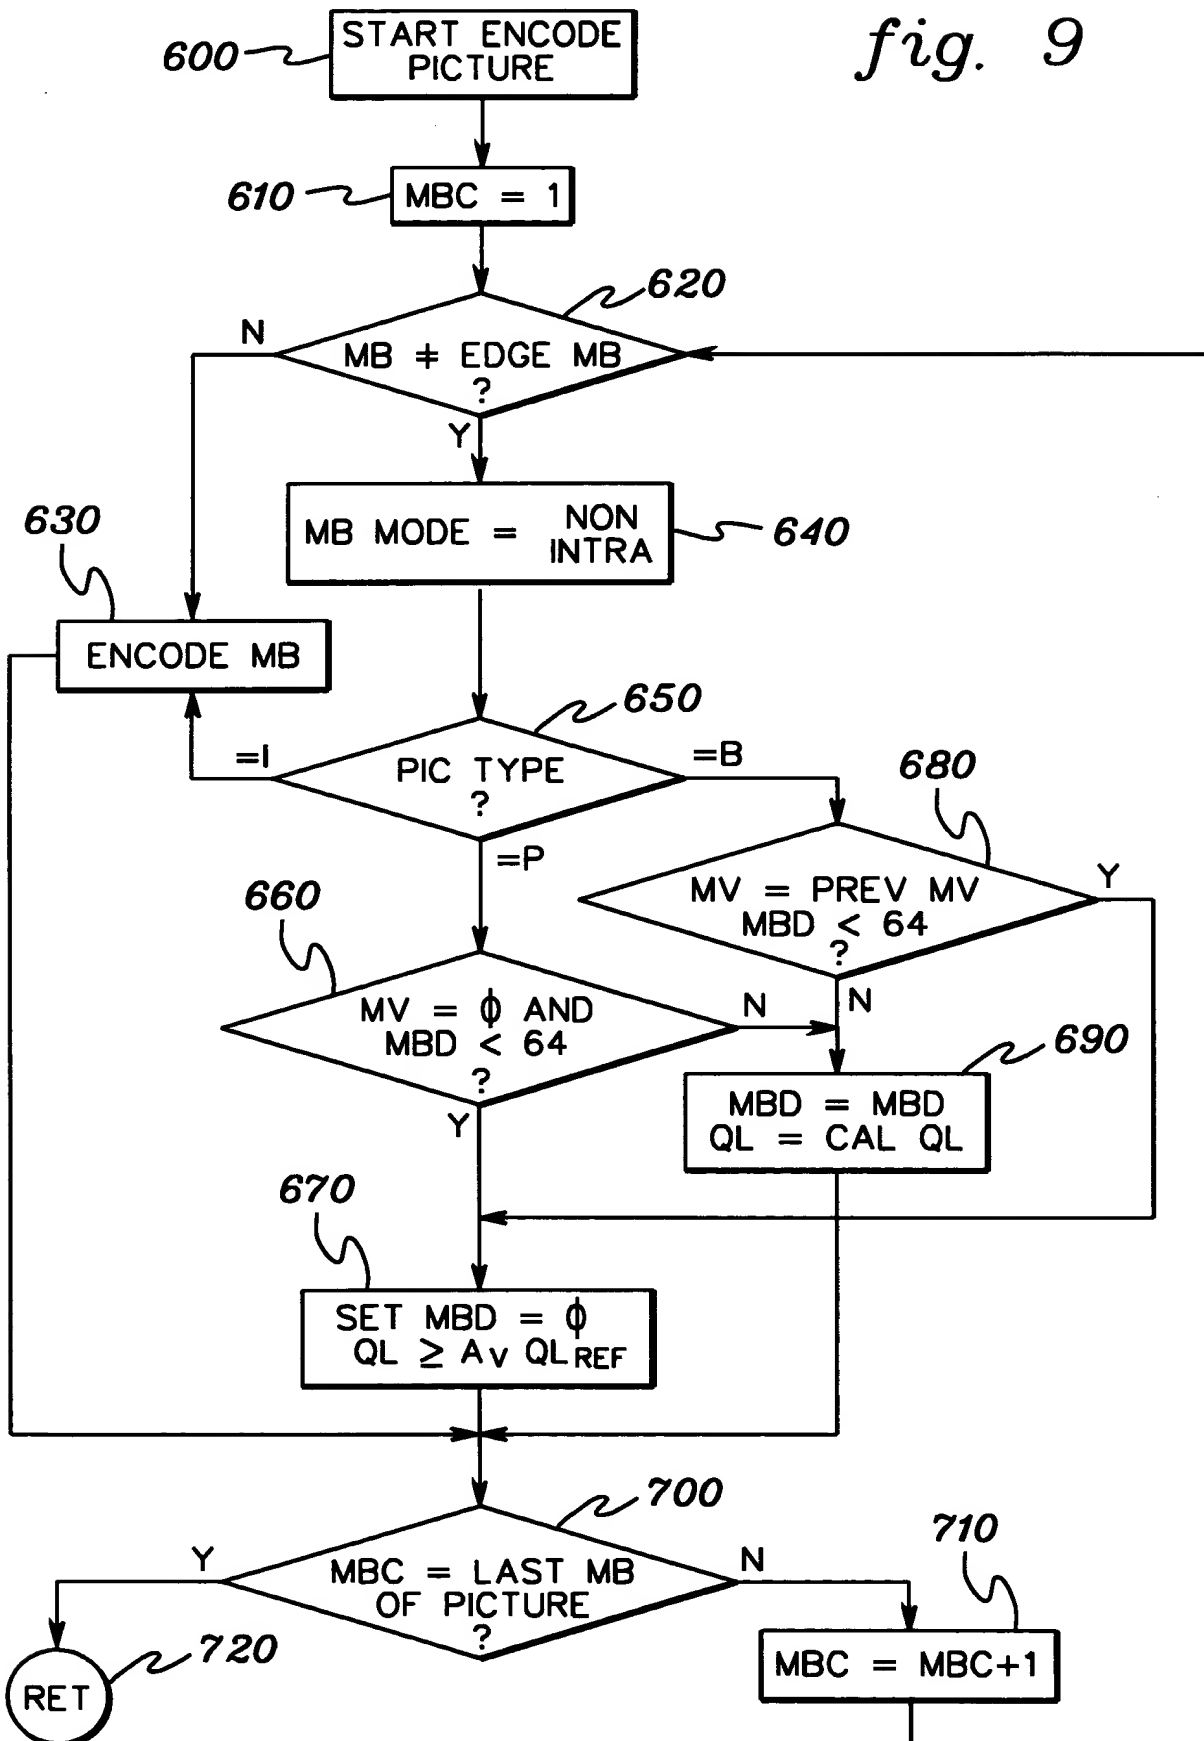 fig. 9
600
START ENCODE
PICTURE
610
MBC = 1
620
N
MB ≠ EDGE MB
?
Y
630
MB MODE = NON
INTRA
640
ENCODE MB
650
=I
PIC TYPE
?
=B
=P
680
MV = PREV MV
MBD < 64
?
Y
N
660
MV = ϕ AND
MBD < 64
?
N
Y
690
MBD = MBD
QL = CAL QL
670
SET MBD = ϕ
QL ≥ AV QLREF
700
Y
MBC = LAST MB
OF PICTURE
?
N
710
MBC = MBC+1
720
RET